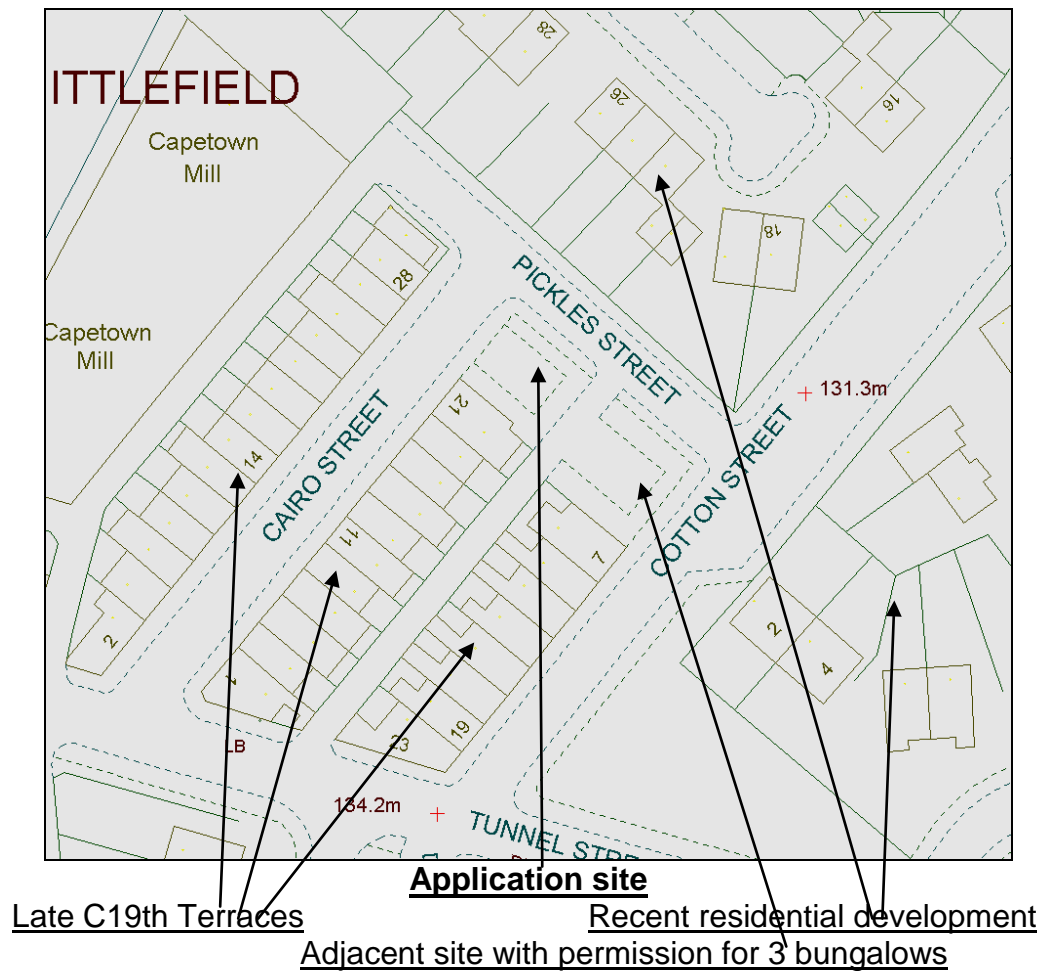 28
ITTLEFIELD
Capetown
Mill
26
16
18
PICKLES STREET
28
Capetown
Mill
131.3m
21
CAIRO STREET
14
COTTON STREET
11
7
2
4
2
1
19
23
LB
134.2m
TUNNEL STRE
Application site
Late C19th Terraces
Recent residential development
Adjacent site with permission for 3 bungalows